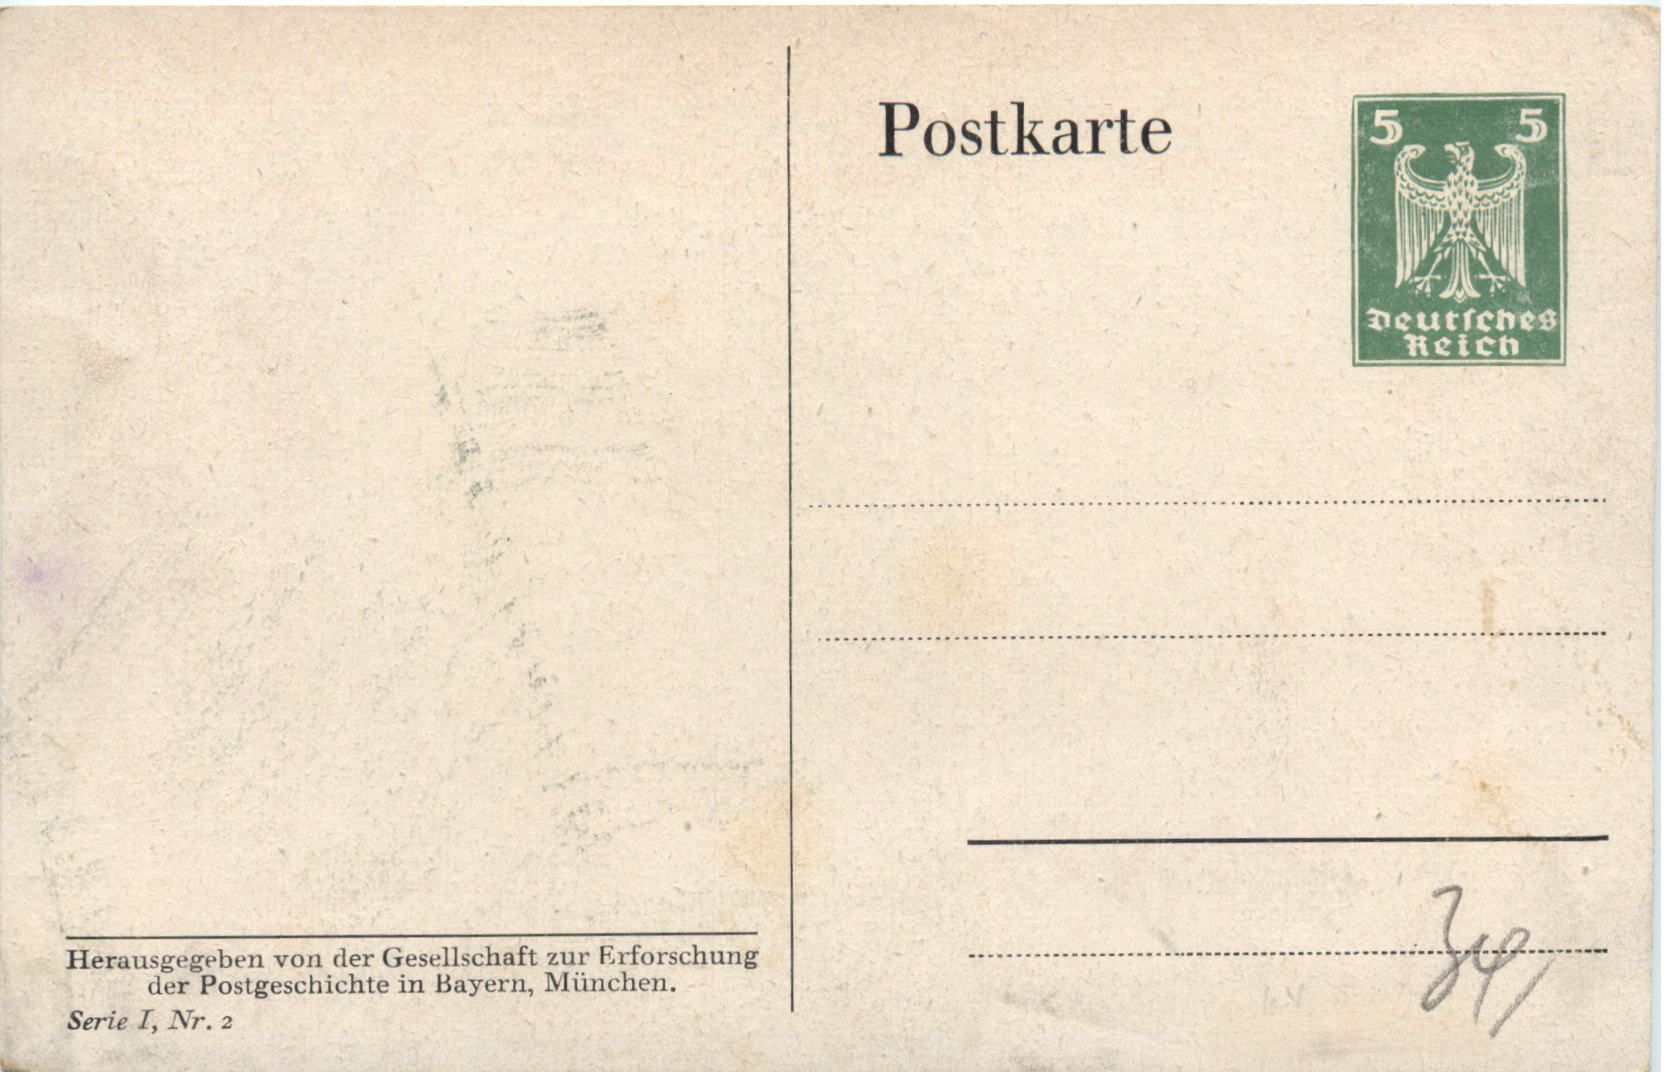 Postkarte
5 5
Deutsches
Reich
Herausgegeben von der Gesellschaft zur Erforschung
der Postgeschichte in Bayern, München.
Serie I, Nr. 2